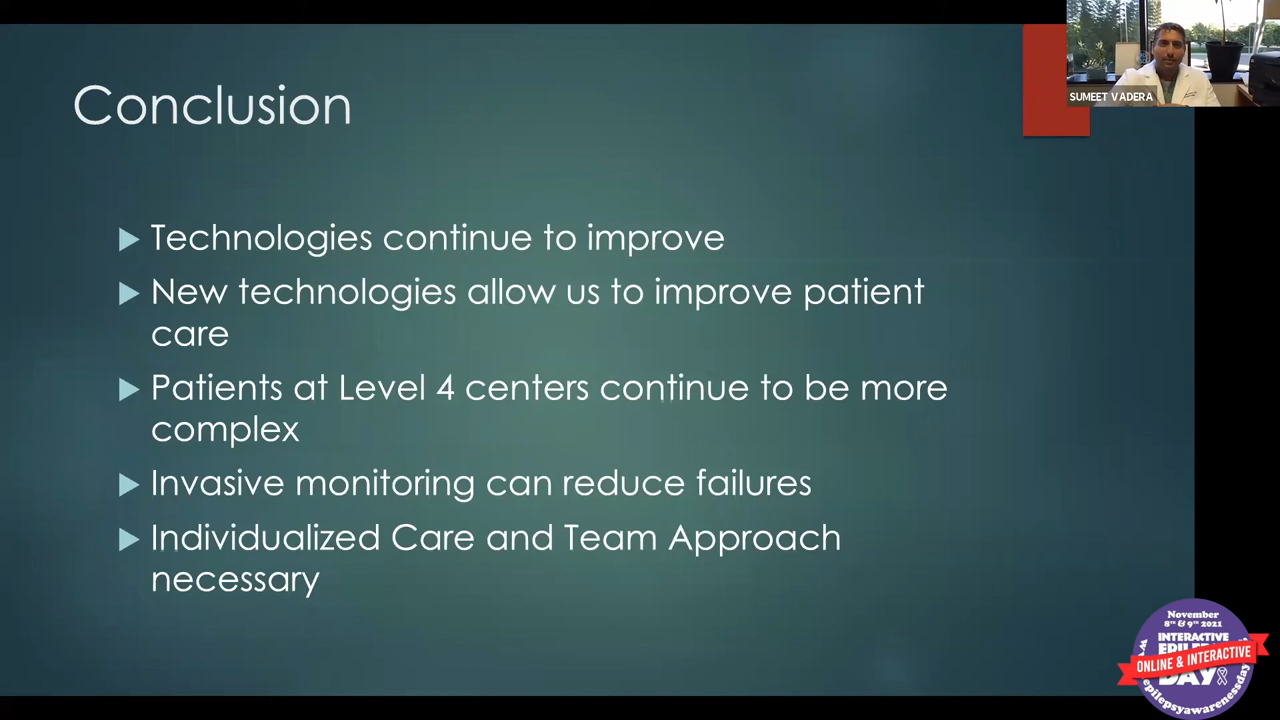 Conclusion
Technologies continue to improve
New technologies allow us to improve patient
care
Patients at Level 4 centers continue to be more
complex
Invasive monitoring can reduce failures
Individualized Care and Team Approach
necessary
SUMEET VADERA
November
8TH & 9TH 2021
INTERACTIVE
ONLINE & INTERACTIVE
DAY
epilepsyawarenessday